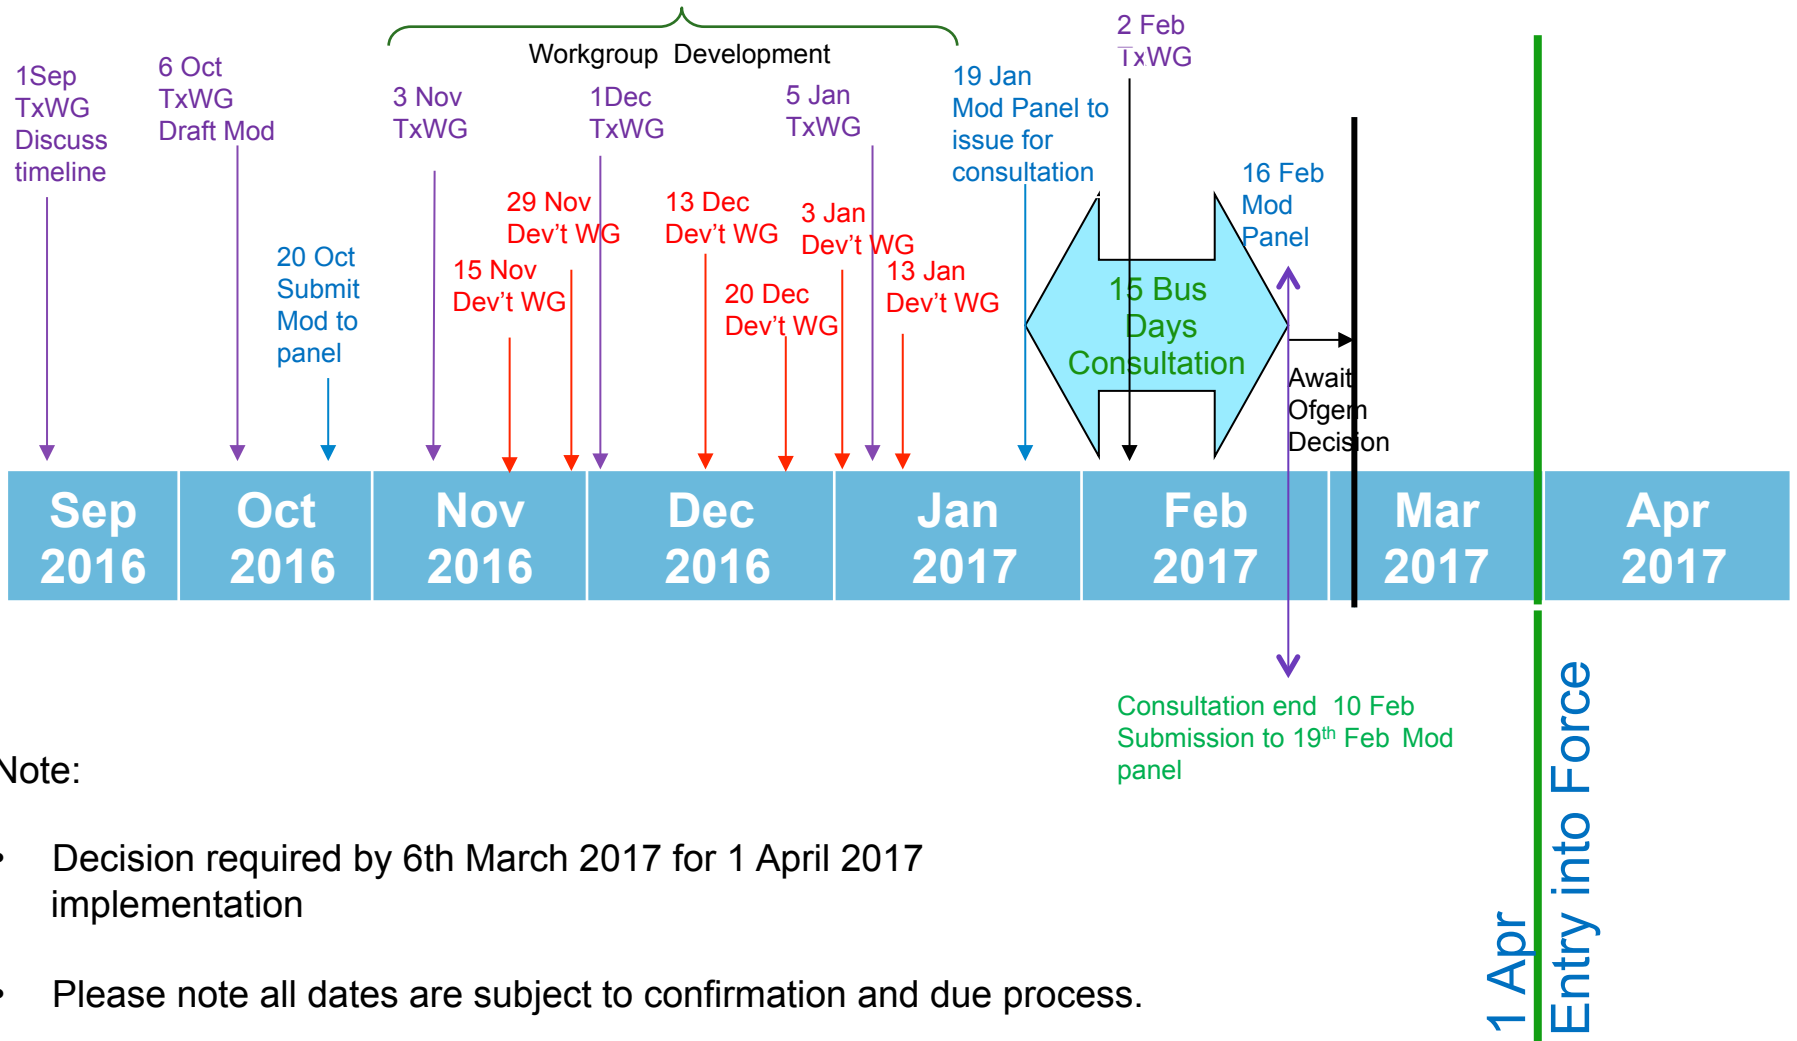 Workgroup Development
1Sep
TxWG
Discuss
timeline
6 Oct
TxWG
Draft Mod
20 Oct
Submit
Mod to
panel
3 Nov
TxWG
15 Nov
Dev't WG
29 Nov
Dev't WG
1Dec
TxWG
13 Dec
Dev't WG
20 Dec
Dev't WG
3 Jan
Dev't WG
5 Jan
TxWG
13 Jan
Dev't WG
19 Jan
Mod Panel to
issue for
consultation
2 Feb
TxWG
15 Bus
Days
Consultation
16 Feb
Mod
Panel
Await
Ofgem
Decision
Sep
2016
Oct
2016
Nov
2016
Dec
2016
Jan
2017
Feb
2017
Mar
2017
Apr
2017
Consultation end 10 Feb
Submission to 19th Feb Mod
panel
1 Apr
Entry into Force
Note:
• Decision required by 6th March 2017 for 1 April 2017
implementation
• Please note all dates are subject to confirmation and due process.